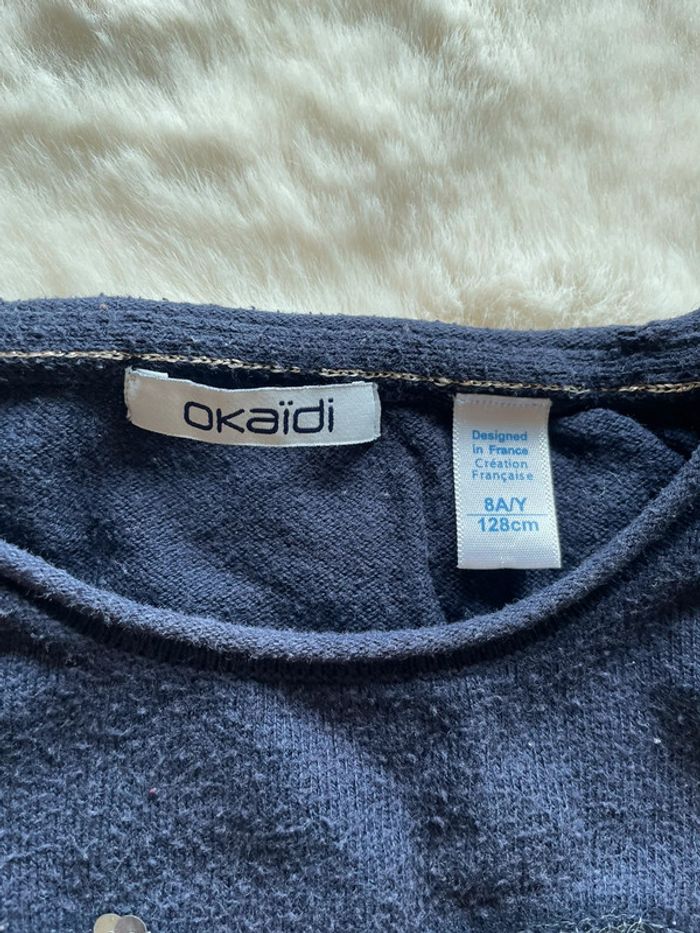 okaïdi
Designed
in France
Création
Française
8A/Y
128cm